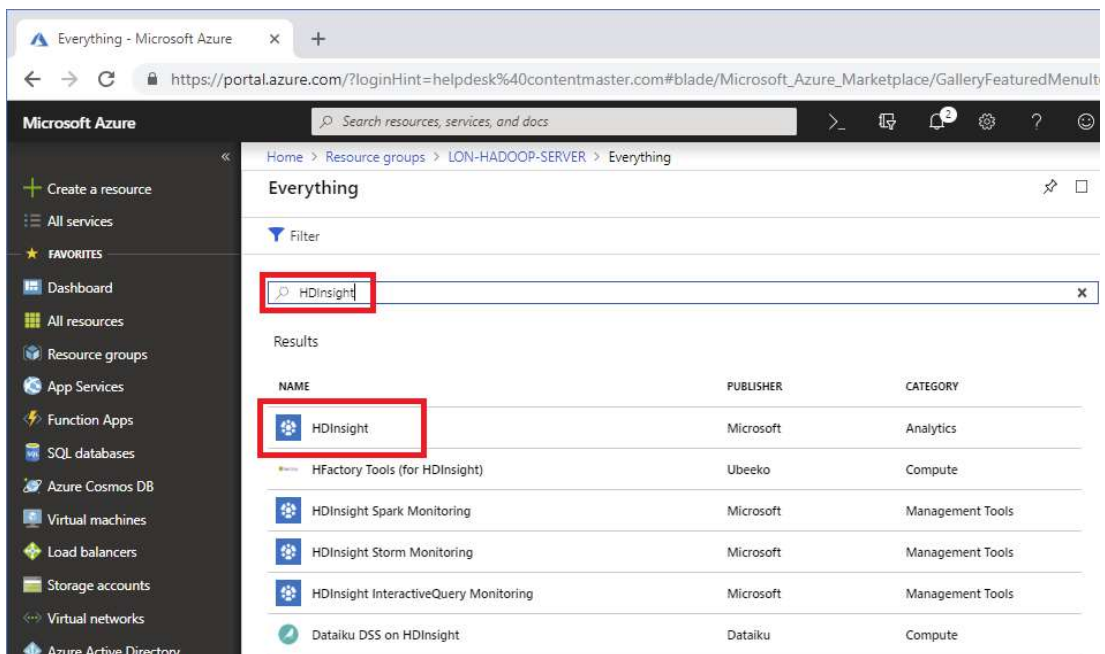 Everything - Microsoft Azure
https://portal.azure.com/?loginHint=helpdesk%40contentmaster.com#blade/Microsoft_Azure_Marketplace/GalleryFeaturedMenuIt
Microsoft Azure
Search resources, services, and docs
2
Home > Resource groups > LON-HADOOP-SERVER > Everything
Create a resource
All services
FAVORITES
Dashboard
All resources
Resource groups
App Services
Function Apps
SQL databases
Azure Cosmos DB
Virtual machines
Load balancers
Storage accounts
Virtual networks
Azure Active Directory
Everything
Filter
HDInsight
Results
NAME PUBLISHER CATEGORY
HDInsight Microsoft Analytics
HFactory Tools (for HDInsight) Ubeeko Compute
HDInsight Spark Monitoring Microsoft Management Tools
HDInsight Storm Monitoring Microsoft Management Tools
HDInsight InteractiveQuery Monitoring Microsoft Management Tools
Dataiku DSS on HDInsight Dataiku Compute